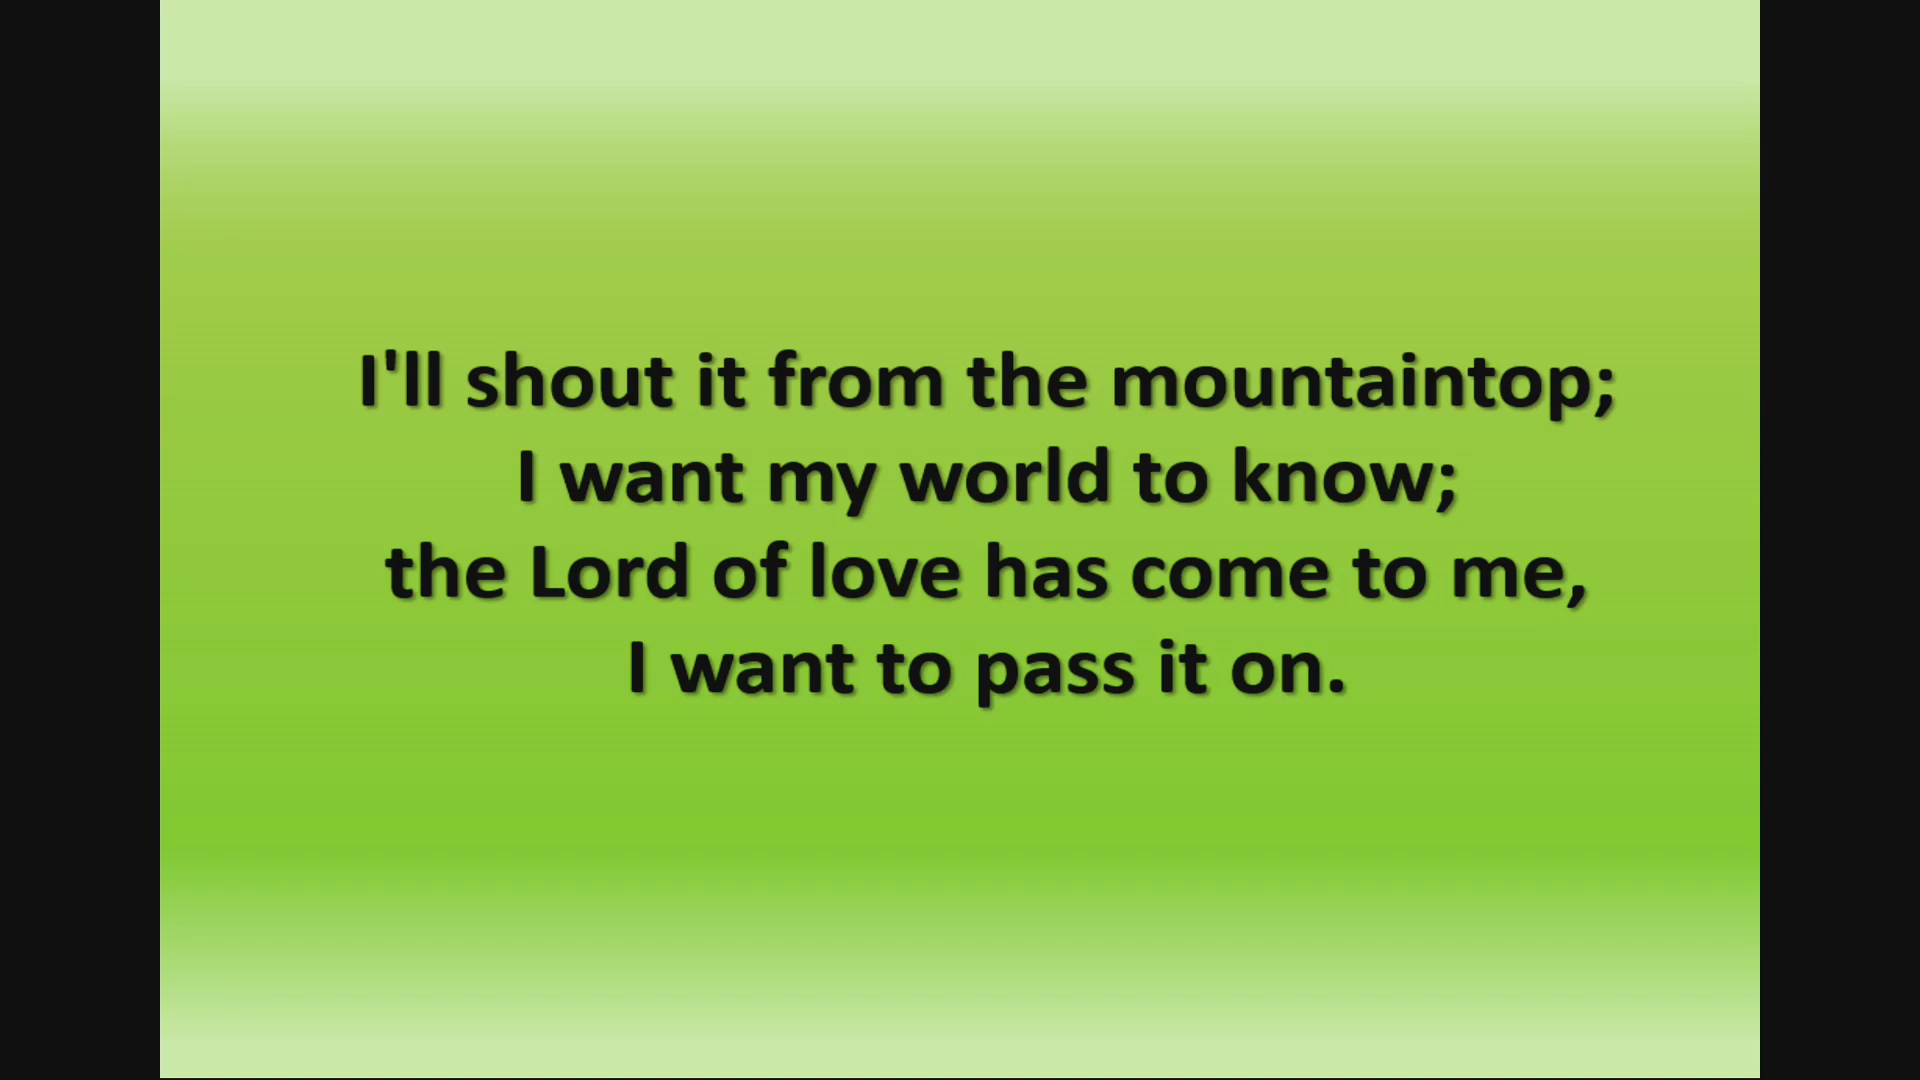 I'll shout it from the mountaintop;
I want my world to know;
the Lord of love has come to me,
I want to pass it on.